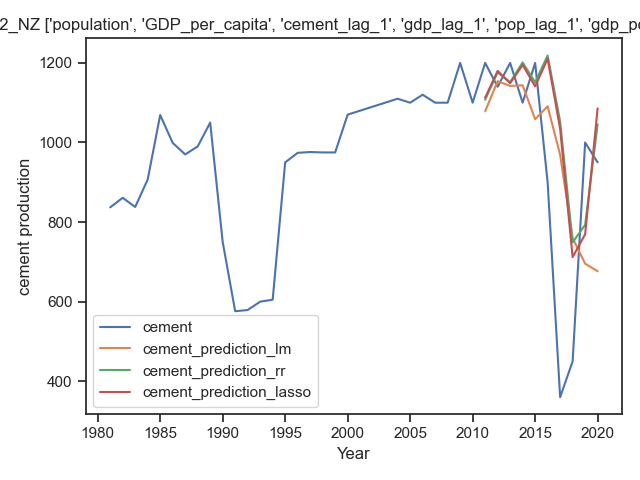 2_NZ ['population', 'GDP_per_capita', 'cement_lag_1', 'gdp_lag_1', 'pop_lag_1', 'gdp_po
1200
1000
800
600
400
cement production
cement
cement_prediction_lm
cement_prediction_rr
cement_prediction_lasso
1980 1985 1990 1995 2000 2005 2010 2015 2020
Year